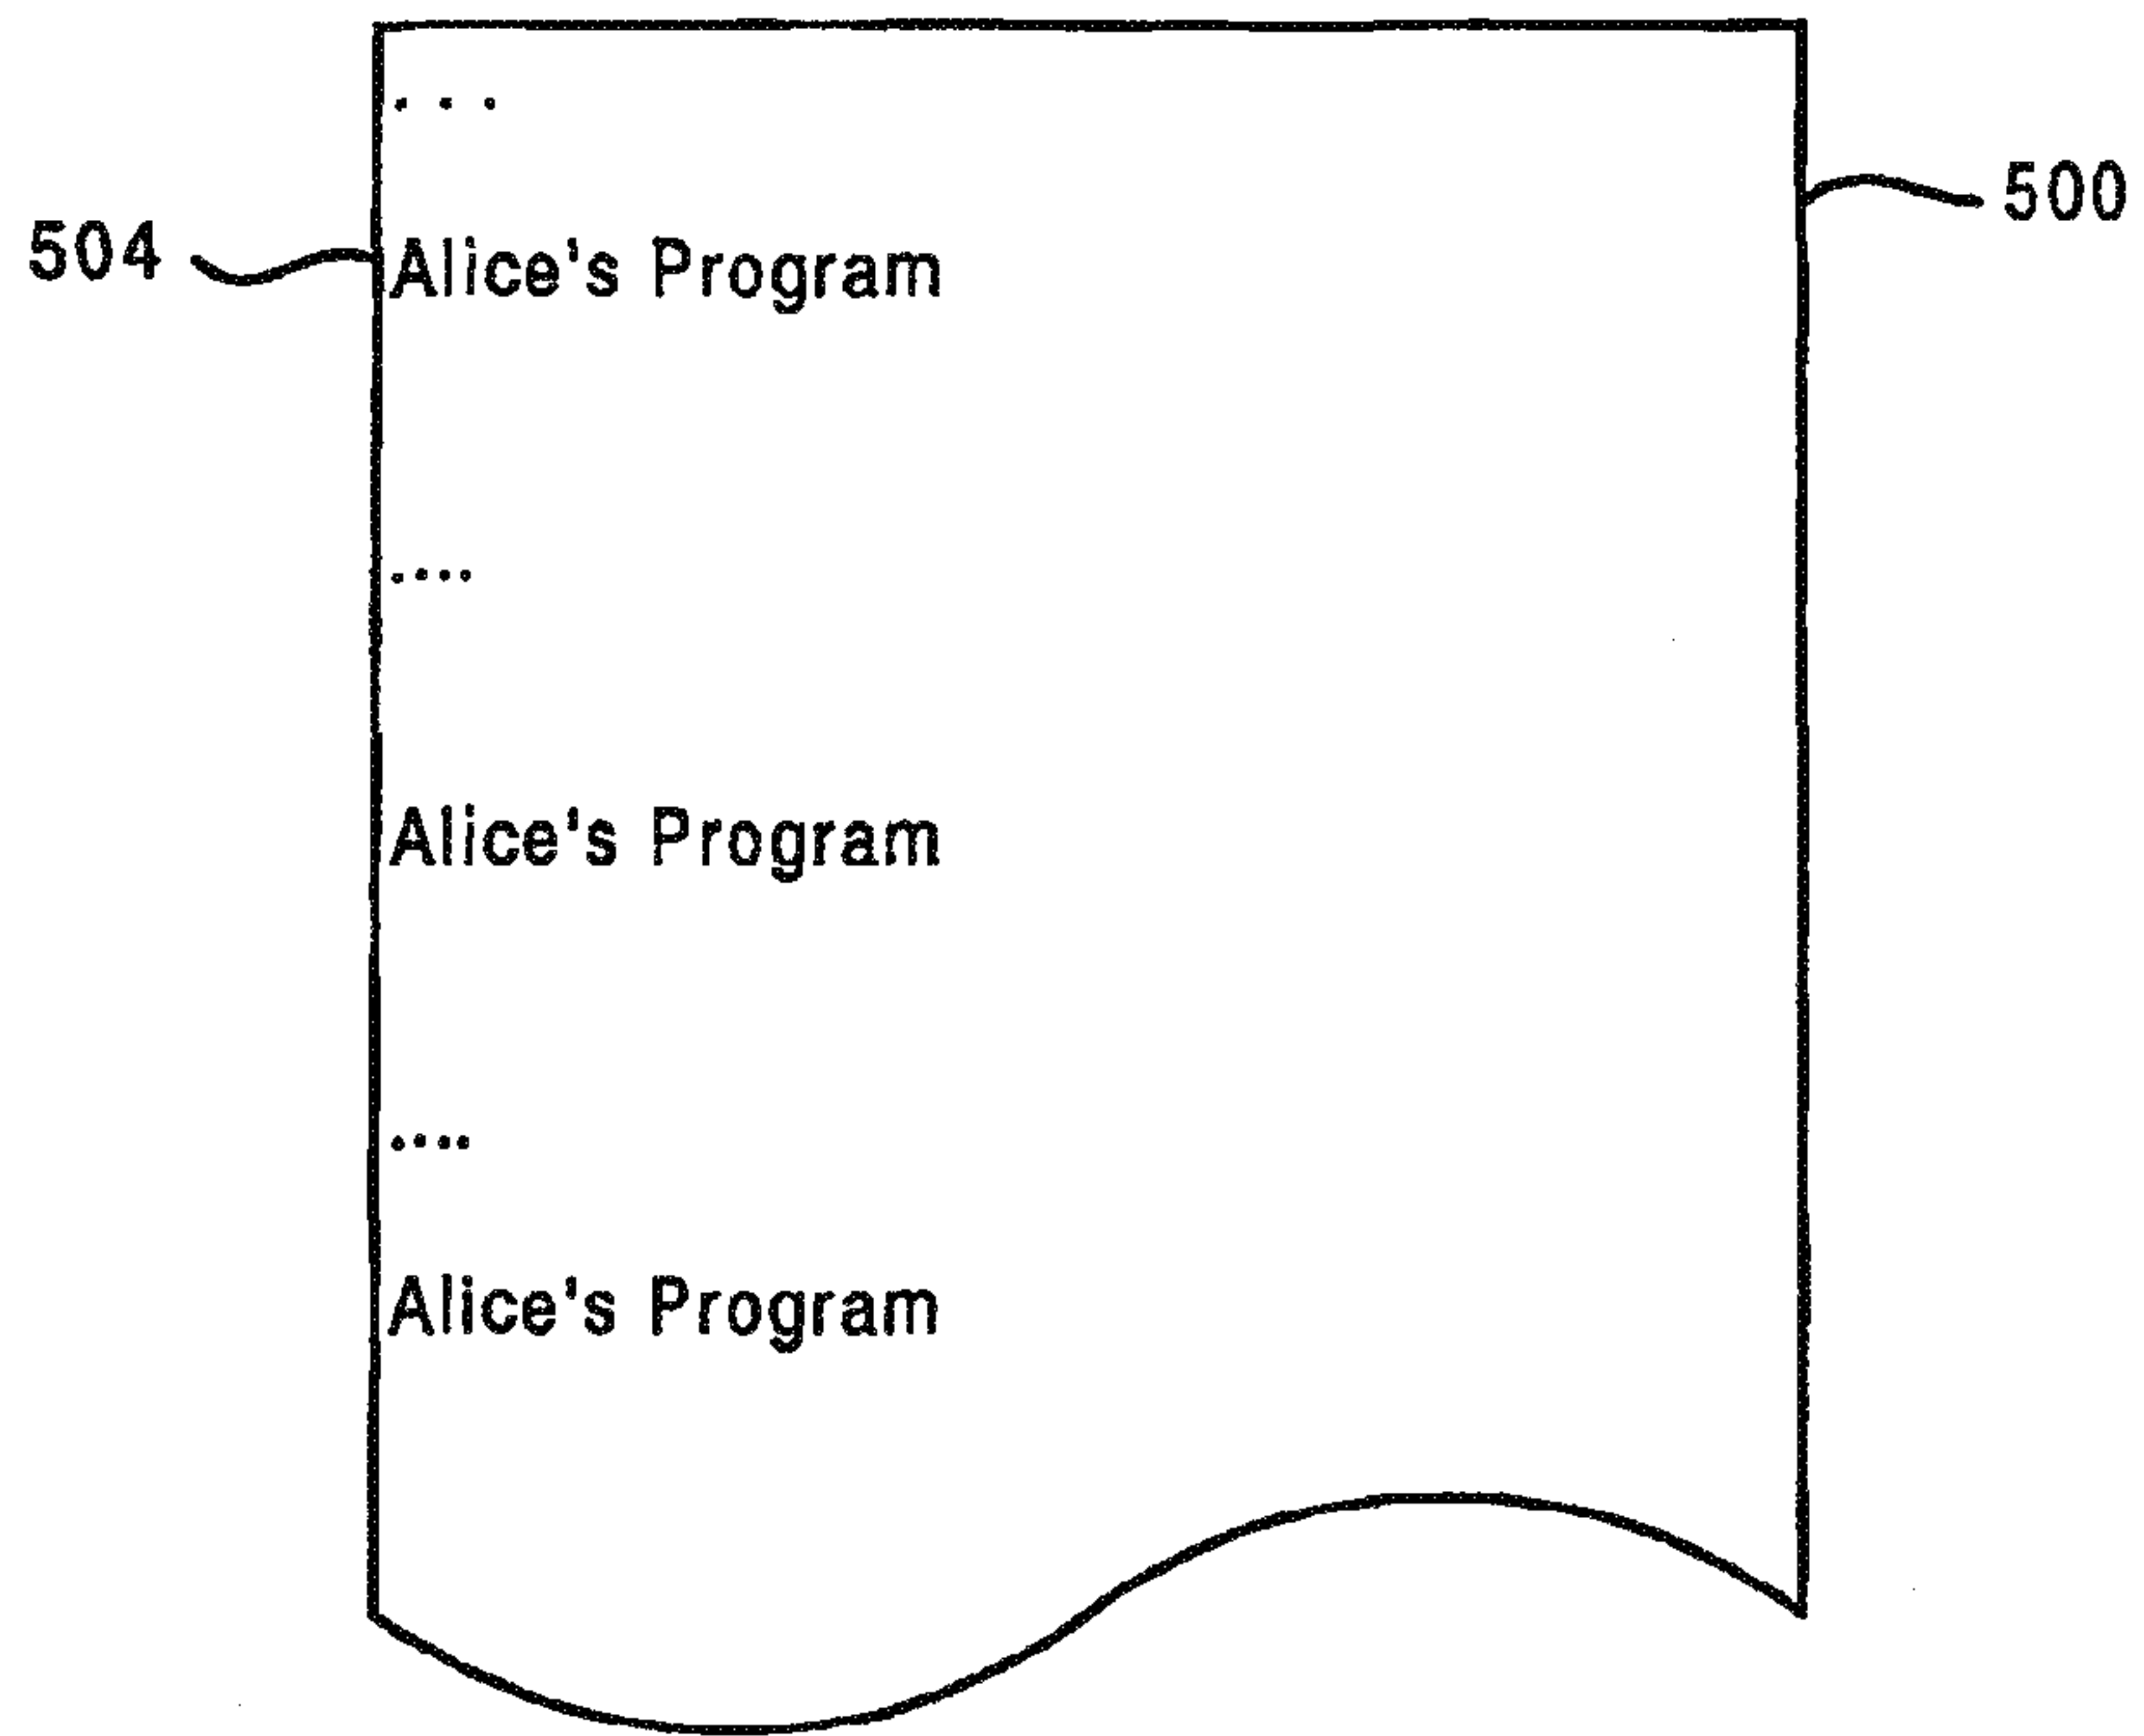 . . .
500
504
Alice's Program
....
Alice's Program
....
Alice's Program